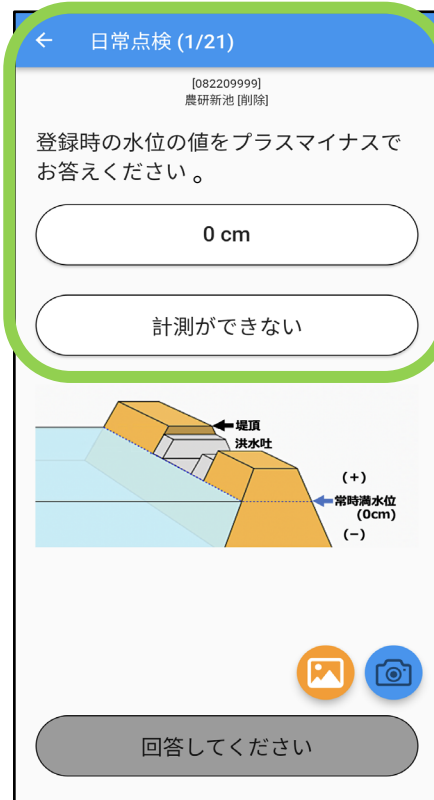 日常点検 (1/21)
[082209999]
農研新池 [削除]
登録時の水位の値をプラスマイナスで
お答えください 。
0 cm
計測ができない
堤頂
洪水吐
(+)
常時満水位
(0cm)
(−)
回答してください